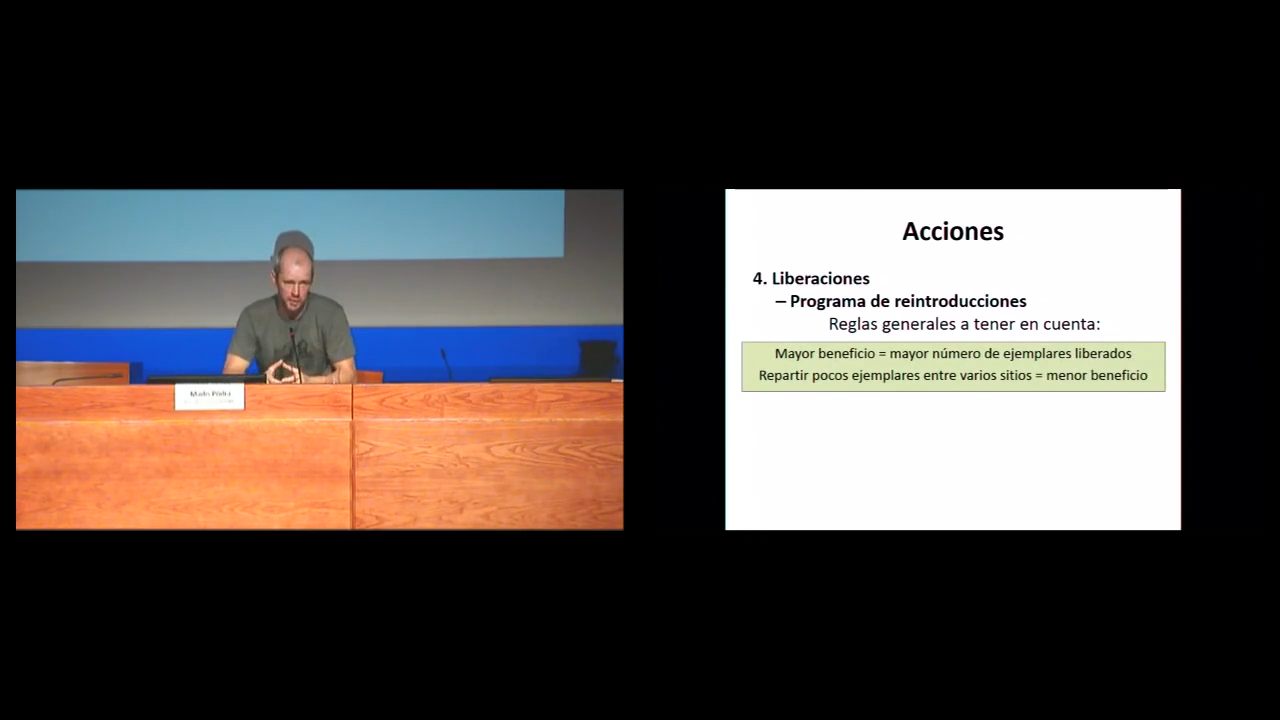 Acciones
4. Liberaciones
– Programa de reintroducciones
Reglas generales a tener en cuenta:
Mayor beneficio = mayor número de ejemplares liberados
Repartir pocos ejemplares entre varios sitios = menor beneficio